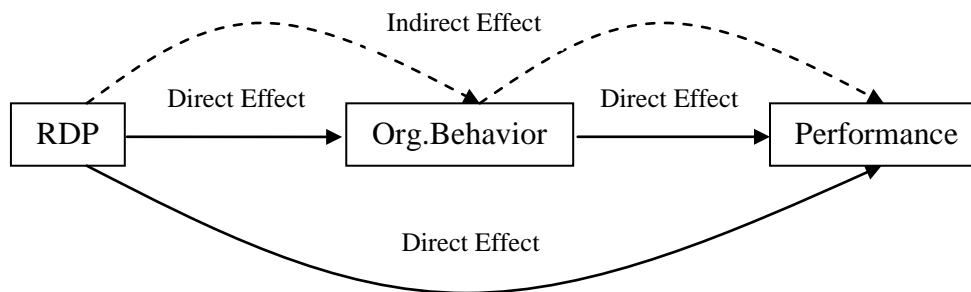 Indirect Effect
Direct Effect
Direct Effect
RDP
Org.Behavior
Performance
Direct Effect